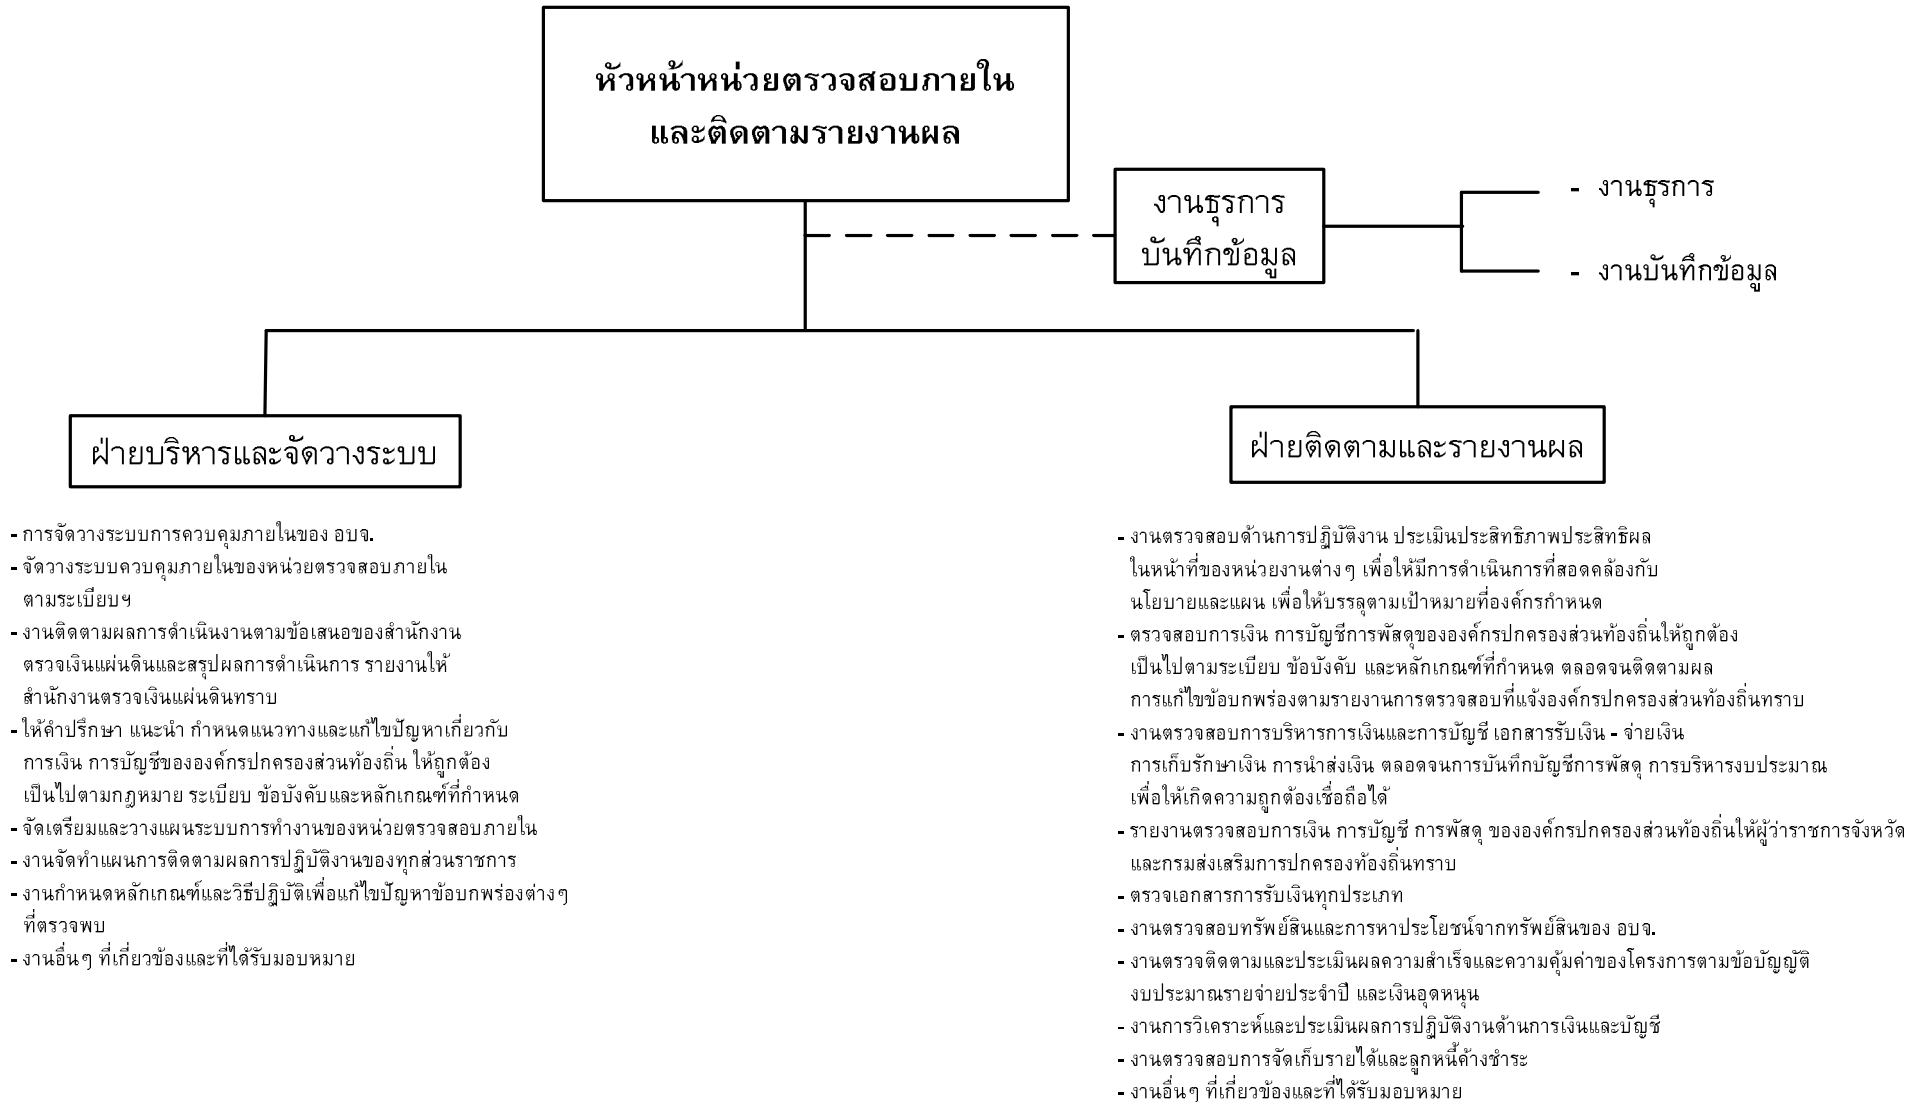 หัวหน้าหน่วยตรวจสอบภายใน
และติดตามรายงานผล
งานธุรการ
บันทึกข้อมูล
- งานธุรการ
- งานบันทึกข้อมูล
ฝ่ายบริหารและจัดวางระบบ
- การจัดวางระบบการควบคุมภายในของ อบจ.
- จัดวางระบบควบคุมภายในของหน่วยตรวจสอบภายใน
ตามระเบียบฯ
- งานติดตามผลการดำเนินงานตามข้อเสนอของสำนักงาน
ตรวจเงินแผ่นดินและสรุปผลการดำเนินการ รายงานให้
สำนักงานตรวจเงินแผ่นดินทราบ
- ให้คำปรึกษา แนะนำ กำหนดแนวทางและแก้ไขปัญหาเกี่ยวกับ
การเงิน การบัญชีขององค์กรปกครองส่วนท้องถิ่น ให้ถูกต้อง
เป็นไปตามกฎหมาย ระเบียบ ข้อบังคับและหลักเกณฑ์ที่กำหนด
- จัดเตรียมและวางแผนระบบการทำงานของหน่วยตรวจสอบภายใน
- งานจัดทำแผนการติดตามผลการปฏิบัติงานของทุกส่วนราชการ
- งานกำหนดหลักเกณฑ์และวิธีปฏิบัติเพื่อแก้ไขปัญหาข้อบกพร่องต่างๆ
ที่ตรวจพบ
- งานอื่นๆ ที่เกี่ยวข้องและที่ได้รับมอบหมาย
ฝ่ายติดตามและรายงานผล
- งานตรวจสอบด้านการปฏิบัติงาน ประเมินประสิทธิภาพประสิทธิผล
ในหน้าที่ของหน่วยงานต่างๆ เพื่อให้มีการดำเนินการที่สอดคล้องกับ
นโยบายและแผน เพื่อให้บรรลุตามเป้าหมายที่องค์กรกำหนด
- ตรวจสอบการเงิน การบัญชีการพัสดุขององค์กรปกครองส่วนท้องถิ่นให้ถูกต้อง
เป็นไปตามระเบียบ ข้อบังคับ และหลักเกณฑ์ที่กำหนด ตลอดจนติดตามผล
การแก้ไขข้อบกพร่องตามรายงานการตรวจสอบที่แจ้งองค์กรปกครองส่วนท้องถิ่นทราบ
- งานตรวจสอบการบริหารการเงินและการบัญชี เอกสารรับเงิน - จ่ายเงิน
การเก็บรักษาเงิน การนำส่งเงิน ตลอดจนการบันทึกบัญชีการพัสดุ การบริหารงบประมาณ
เพื่อให้เกิดความถูกต้องเชื่อถือได้
- รายงานตรวจสอบการเงิน การบัญชี การพัสดุ ขององค์กรปกครองส่วนท้องถิ่นให้ผู้ว่าราชการจังหวัด
และกรมส่งเสริมการปกครองท้องถิ่นทราบ
- ตรวจเอกสารการรับเงินทุกประเภท
- งานตรวจสอบทรัพย์สินและการหาประโยชน์จากทรัพย์สินของ อบจ.
- งานตรวจติดตามและประเมินผลความสำเร็จและความคุ้มค่าของโครงการตามข้อบัญญัติ
งบประมาณรายจ่ายประจำปี และเงินอุดหนุน
- งานการวิเคราะห์และประเมินผลการปฏิบัติงานด้านการเงินและบัญชี
- งานตรวจสอบการจัดเก็บรายได้และลูกหนี้ค้างชำระ
- งานอื่นๆ ที่เกี่ยวข้องและที่ได้รับมอบหมาย